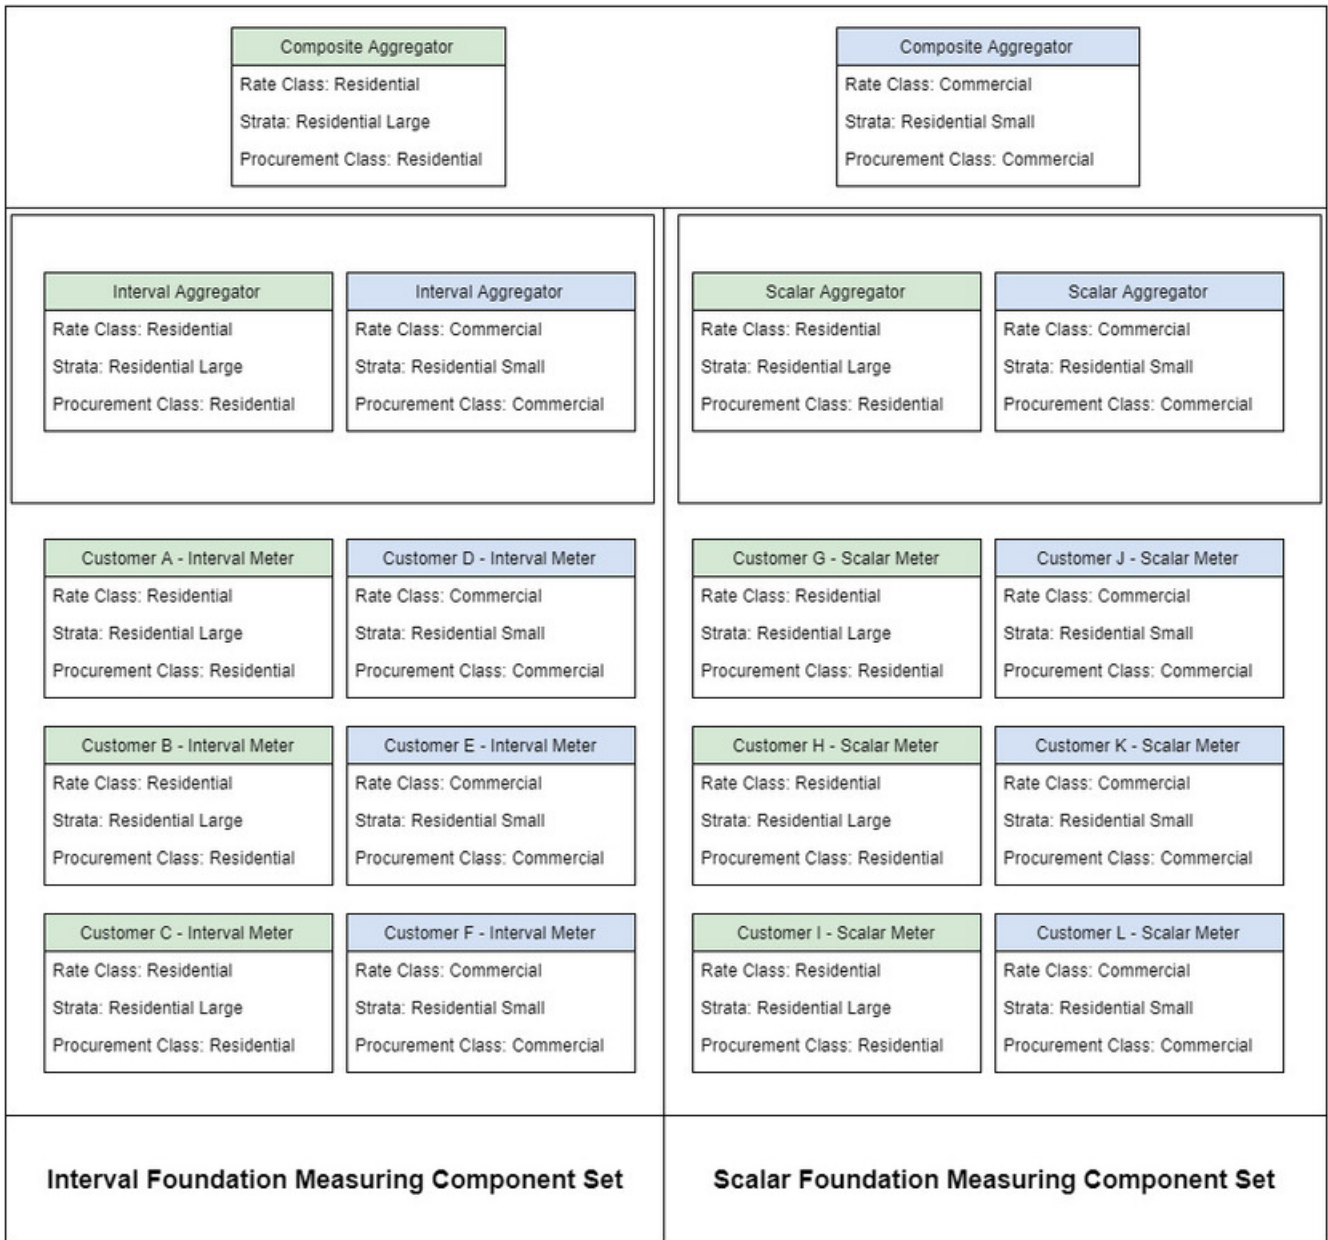 Composite Aggregator
Rate Class: Residential
Strata: Residential Large
Procurement Class: Residential
Composite Aggregator
Rate Class: Commercial
Strata: Residential Small
Procurement Class: Commercial
Interval Aggregator
Rate Class: Residential
Strata: Residential Large
Procurement Class: Residential
Interval Aggregator
Rate Class: Commercial
Strata: Residential Small
Procurement Class: Commercial
Scalar Aggregator
Rate Class: Residential
Strata: Residential Large
Procurement Class: Residential
Scalar Aggregator
Rate Class: Commercial
Strata: Residential Small
Procurement Class: Commercial
Customer A - Interval Meter
Rate Class: Residential
Strata: Residential Large
Procurement Class: Residential
Customer D - Interval Meter
Rate Class: Commercial
Strata: Residential Small
Procurement Class: Commercial
Customer G - Scalar Meter
Rate Class: Residential
Strata: Residential Large
Procurement Class: Residential
Customer J - Scalar Meter
Rate Class: Commercial
Strata: Residential Small
Procurement Class: Commercial
Customer B - Interval Meter
Rate Class: Residential
Strata: Residential Large
Procurement Class: Residential
Customer E - Interval Meter
Rate Class: Commercial
Strata: Residential Small
Procurement Class: Commercial
Customer H - Scalar Meter
Rate Class: Residential
Strata: Residential Large
Procurement Class: Residential
Customer K - Scalar Meter
Rate Class: Commercial
Strata: Residential Small
Procurement Class: Commercial
Customer C - Interval Meter
Rate Class: Residential
Strata: Residential Large
Procurement Class: Residential
Customer F - Interval Meter
Rate Class: Commercial
Strata: Residential Small
Procurement Class: Commercial
Customer I - Scalar Meter
Rate Class: Residential
Strata: Residential Large
Procurement Class: Residential
Customer L - Scalar Meter
Rate Class: Commercial
Strata: Residential Small
Procurement Class: Commercial
Interval Foundation Measuring Component Set
Scalar Foundation Measuring Component Set